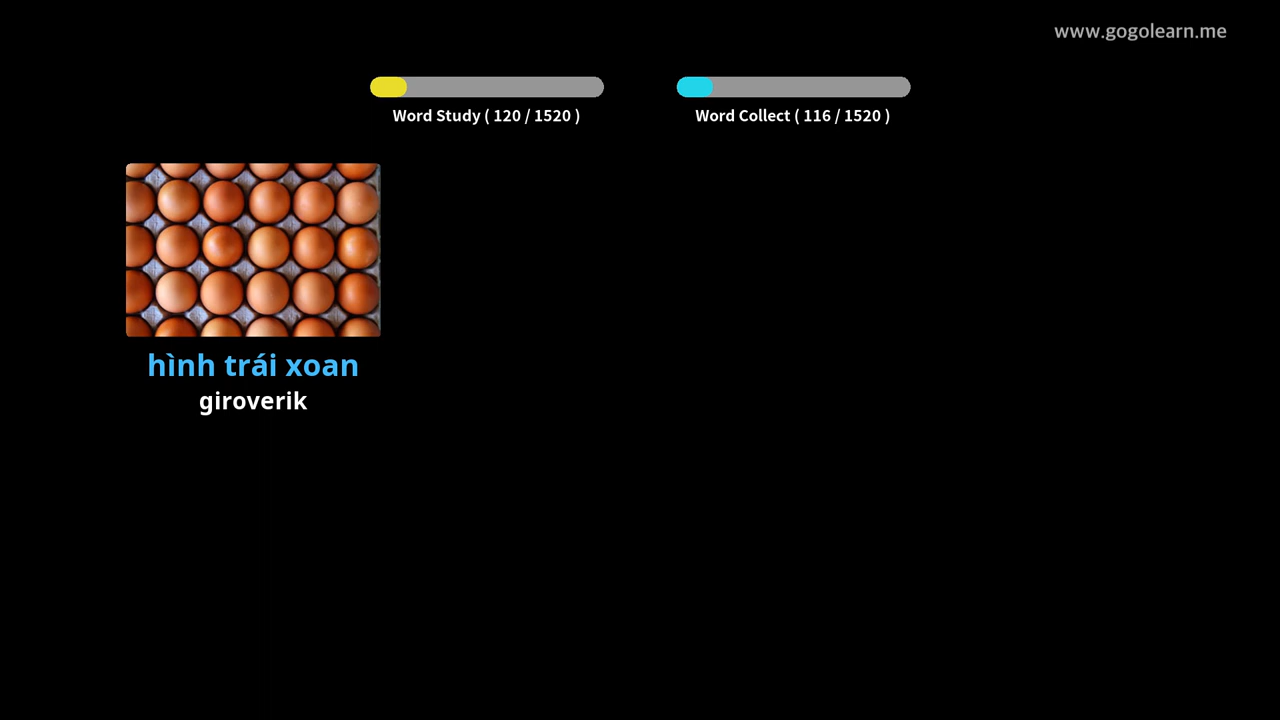 www.gogolearn.me
Word Study ( 120 / 1520 )
Word Collect ( 116 / 1520 )
hình trái xoan
giroverik